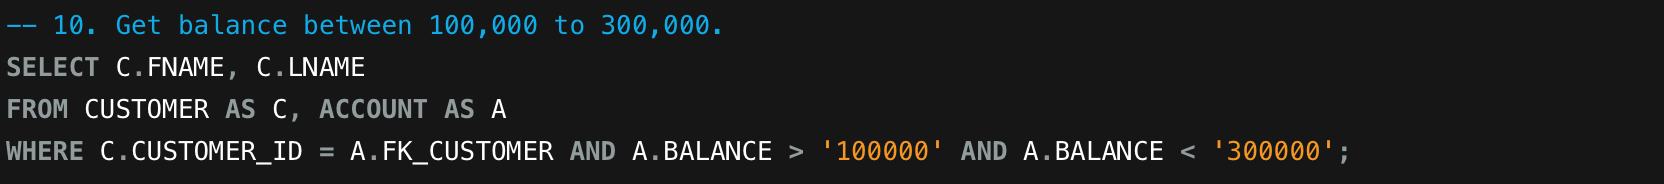 -- 10. Get balance between 100,000 to 300,000.
SELECT C.FNAME, C.LNAME
FROM CUSTOMER AS C, ACCOUNT AS A
WHERE C.CUSTOMER_ID = A.FK_CUSTOMER AND A.BALANCE > '100000' AND A.BALANCE < '300000';